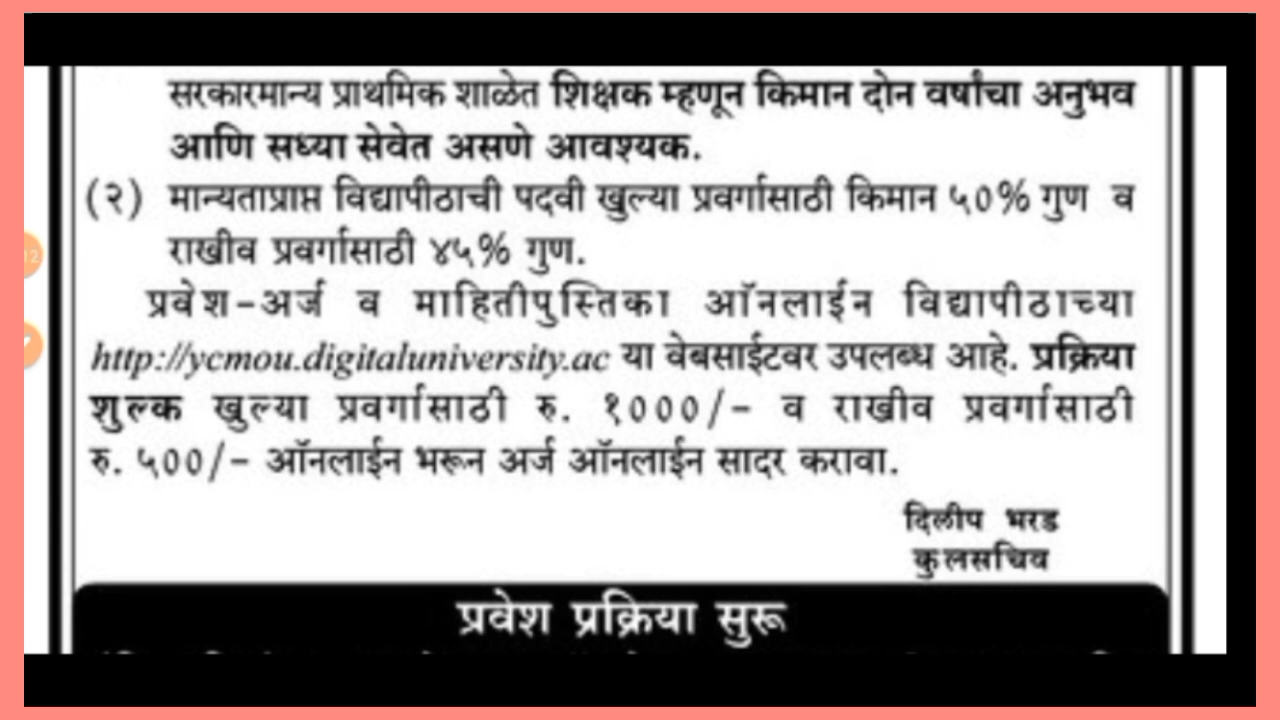 सरकारमान्य प्राथमिक शाळेत शिक्षक म्हणून किमान दोन वर्षांचा अनुभव
आणि सध्या सेवेत असणे आवश्यक.
(२) मान्यताप्राप्त विद्यापीठाची पदवी खुल्या प्रवर्गासाठी किमान ५०% गुण व
राखीव प्रवर्गासाठी ४५% गुण.
प्रवेश-अर्ज व माहितीपुस्तिका ऑनलाईन विद्यापीठाच्या
http://ycmou.digitaluniversity.ac या वेबसाईटवर उपलब्ध आहे. प्रक्रिया
शुल्क खुल्या प्रवर्गासाठी रु. १०००/- व राखीव प्रवर्गासाठी
रु. ५००/- ऑनलाईन भरून अर्ज ऑनलाईन सादर करावा.
दिलीप भरड
कुलसचिव
प्रवेश प्रक्रिया सुरू